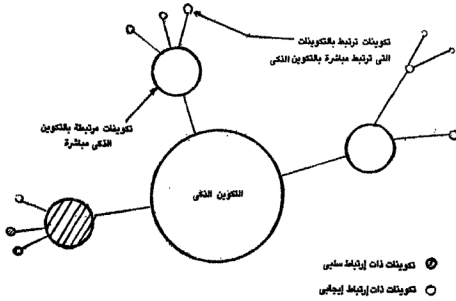 تكوينات ترتبط بالتكوينات
التى ترتبط مباشرة بالتكوين الذكى
تكوينات مرتبطة بالتكوين
الذكى مباشرة
التكوين الذكى
تكوينات ذات إرتباط سلبى
تكوينات ذات إرتباط إيجابى